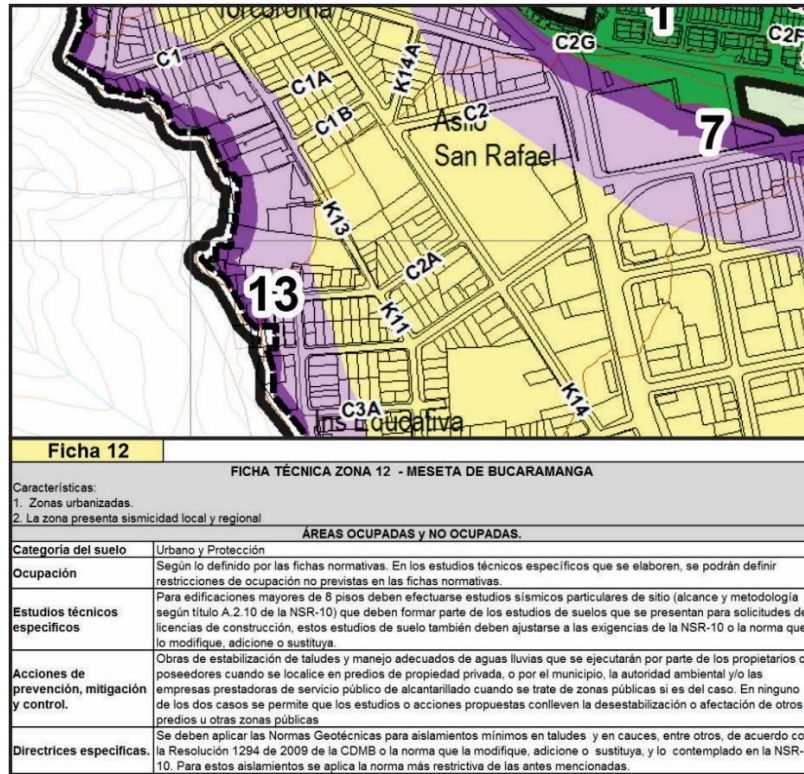 Torcoroma
1
C2F
C2G
C1
K14A
C1A
C1B
C2
Asilo
San Rafael
7
K13
C2A
13
K11
C3A
K14
Ins Educativa
Ficha 12
FICHA TÉCNICA ZONA 12 - MESETA DE BUCARAMANGA
Características:
1. Zonas urbanizadas.
2. La zona presenta sismicidad local y regional
ÁREAS OCUPADAS y NO OCUPADAS.
Categoría del suelo Urbano y Protección
Ocupación Según lo definido por las fichas normativas. En los estudios técnicos específicos que se elaboren, se podrán definir
restricciones de ocupación no previstas en las fichas normativas.
Estudios técnicos especificos Para edificaciones mayores de 8 pisos deben efectuarse estudios sísmicos particulares de sitio (alcance y metodología
según título A.2.10 de la NSR-10) que deben formar parte de los estudios de suelos que se presentan para solicitudes de
licencias de construcción, estos estudios de suelo también deben ajustarse a las exigencias de la NSR-10 o la norma que
lo modifique, adicione o sustituya.
Acciones de prevención, mitigación y control. Obras de estabilización de taludes y manejo adecuados de aguas lluvias que se ejecutarán por parte de los propietarios o
poseedores cuando se localice en predios de propiedad privada, o por el municipio, la autoridad ambiental y/o las
empresas prestadoras de servicio público de alcantarillado cuando se trate de zonas públicas si es del caso. En ninguno
de los dos casos se permite que los estudios o acciones propuestas conlleven la desestabilización o afectación de otros
predios u otras zonas públicas
Directrices especificas. Se deben aplicar las Normas Geotécnicas para aislamientos mínimos en taludes y en cauces, entre otros, de acuerdo co
la Resolución 1294 de 2009 de la CDMB o la norma que la modifique, adicione o sustituya, y lo contemplado en la NSR-
10. Para estos aislamientos se aplica la norma más restrictiva de las antes mencionadas.